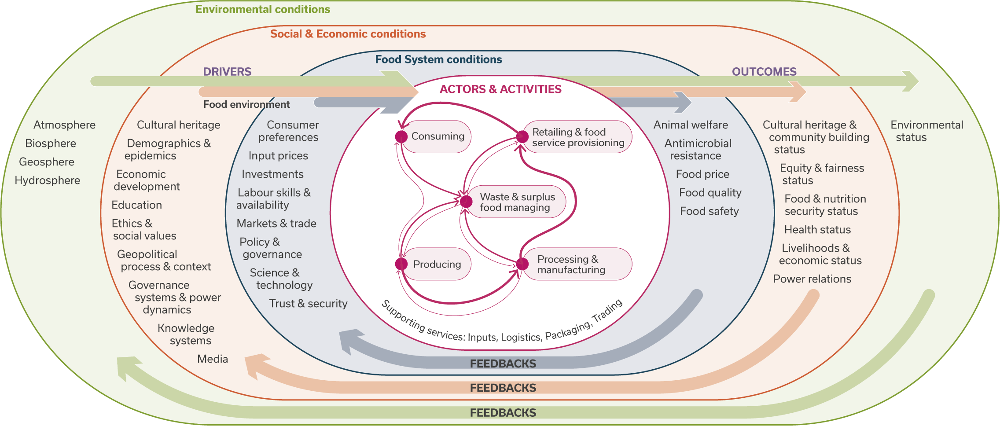 Environmental conditions
Social & Economic conditions
Food System conditions
DRIVERS
OUTCOMES
ACTORS & ACTIVITIES
Food environment
Atmosphere
Biosphere
Geosphere
Hydrosphere
Cultural heritage
Demographics &
epidemics
Economic
development
Education
Ethics &
social values
Geopolitical
process & context
Governance
systems & power
dynamics
Knowledge
systems
Media
Consumer
preferences
Input prices
Investments
Labour skills &
availability
Markets & trade
Policy &
governance
Science &
technology
Trust & security
Consuming
Retailing & food
service provisioning
Waste & surplus
food managing
Producing
Processing &
manufacturing
Supporting services: Inputs, Logistics, Packaging, Trading
Animal welfare
Antimicrobial
resistance
Food price
Food quality
Food safety
Cultural heritage &
community building
status
Equity & fairness
status
Food & nutrition
security status
Health status
Livelihoods &
economic status
Power relations
Environmental
status
FEEDBACKS
FEEDBACKS
FEEDBACKS